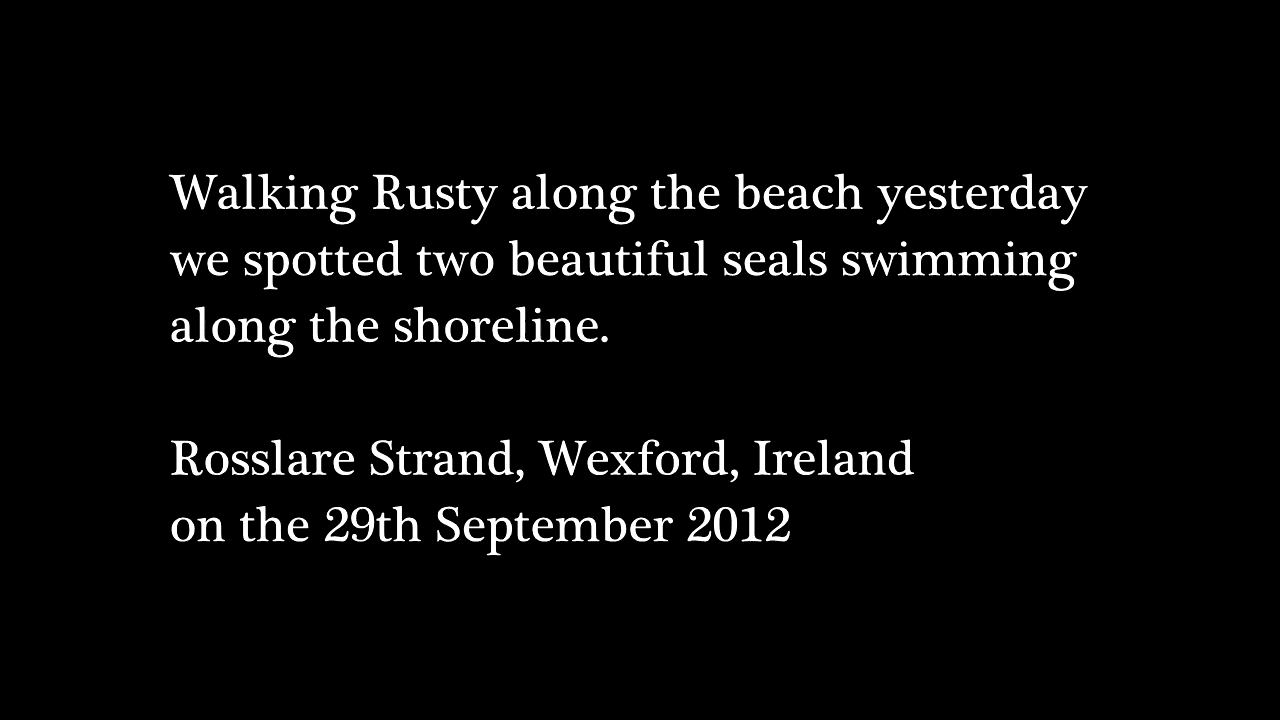 Walking Rusty along the beach yesterday
we spotted two beautiful seals swimming
along the shoreline.
Rosslare Strand, Wexford, Ireland
on the 29th September 2012